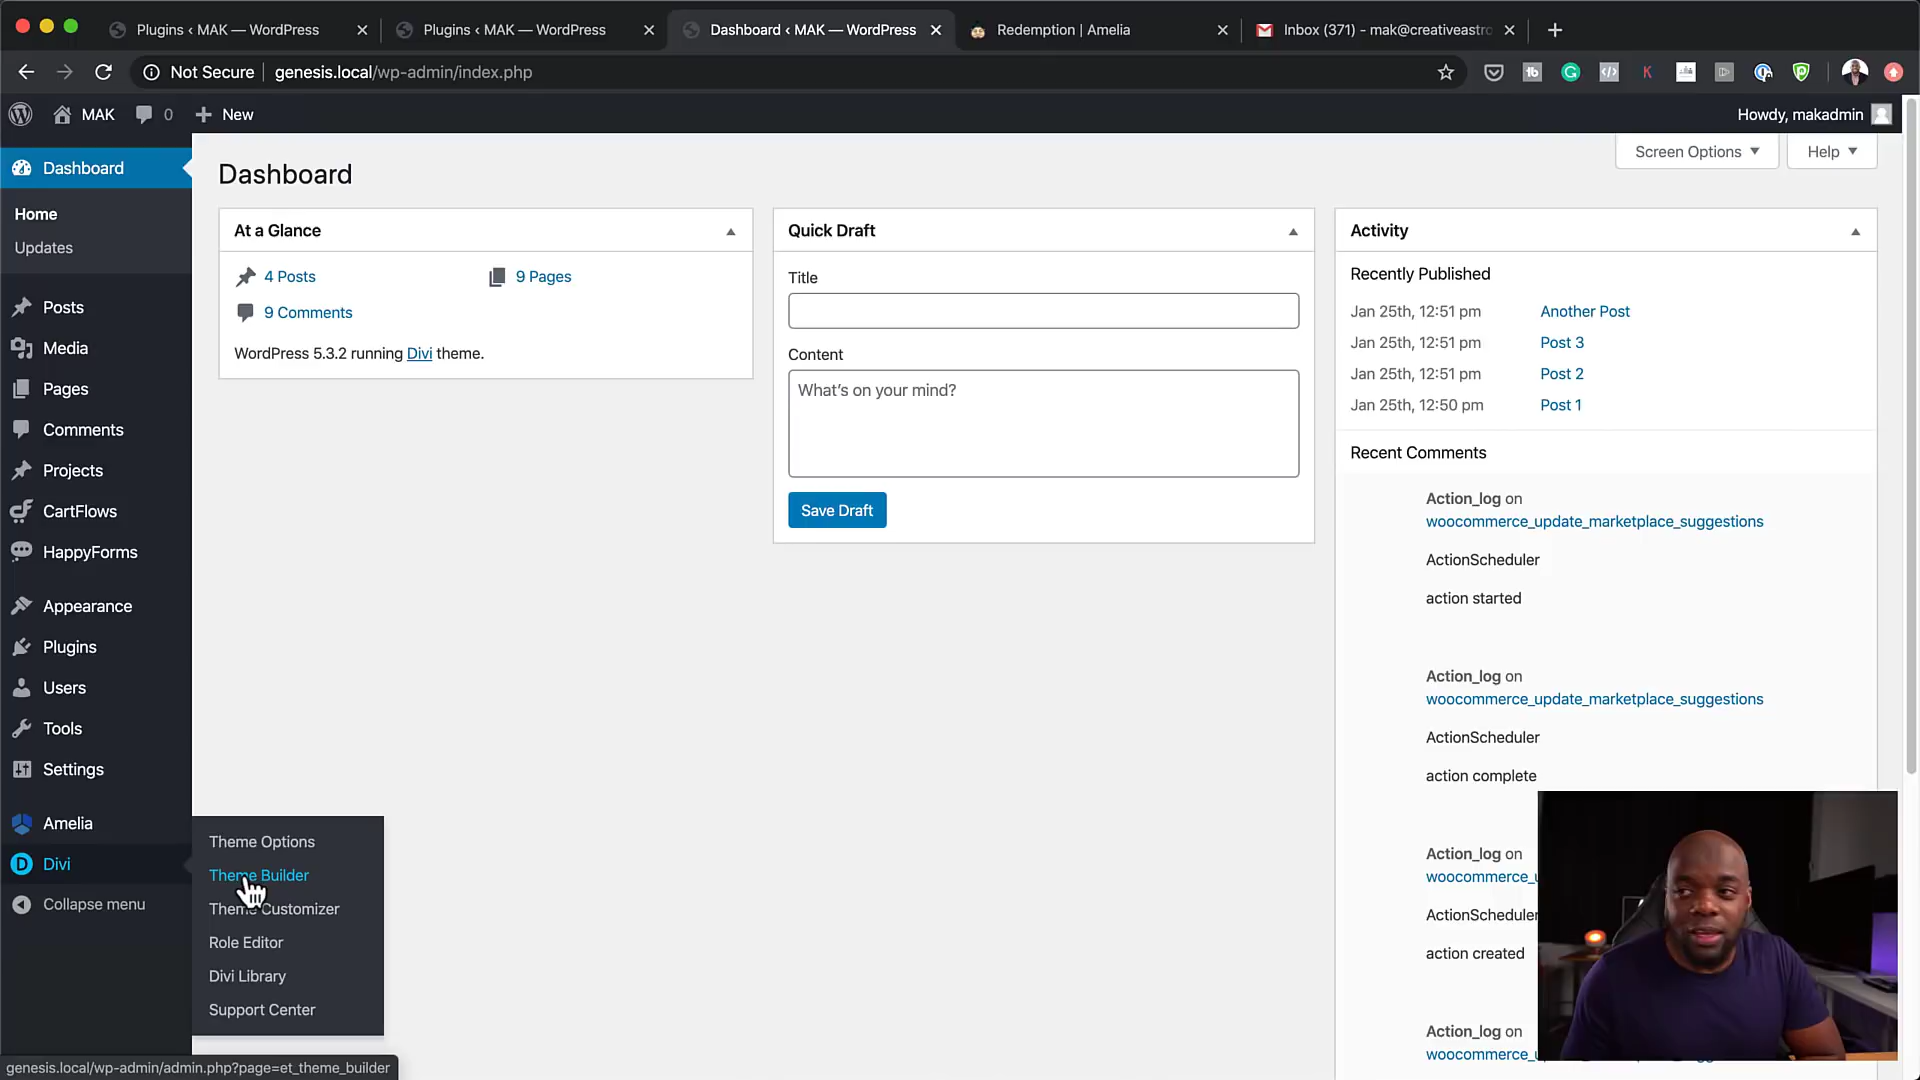 Plugins ‹ MAK — WordPress
Plugins ‹ MAK — WordPress
Dashboard ‹ MAK — WordPress
Redemption | Amelia
Inbox (371) - mak@creativeastro
Not Secure
genesis.local/wp-admin/index.php
MAK
0
New
Howdy, makadmin
Dashboard
Home
Updates
Posts
Media
Pages
Comments
Projects
CartFlows
HappyForms
Appearance
Plugins
Users
Tools
Settings
Amelia
Divi
Collapse menu
Theme Options
Theme Builder
Theme Customizer
Role Editor
Divi Library
Support Center
Screen Options
Help
Dashboard
At a Glance
4 Posts
9 Pages
9 Comments
WordPress 5.3.2 running Divi theme.
Quick Draft
Title
Content
What's on your mind?
Save Draft
Activity
Recently Published
Jan 25th, 12:51 pm Another Post
Jan 25th, 12:51 pm Post 3
Jan 25th, 12:51 pm Post 2
Jan 25th, 12:50 pm Post 1
Recent Comments
Action_log on
woocommerce_update_marketplace_suggestions
ActionScheduler
action started
Action_log on
woocommerce_update_marketplace_suggestions
ActionScheduler
action complete
Action_log on
woocommerce_
ActionScheduler
action created
Action_log on
genesis.local/wp-admin/admin.php?page=et_theme_builder